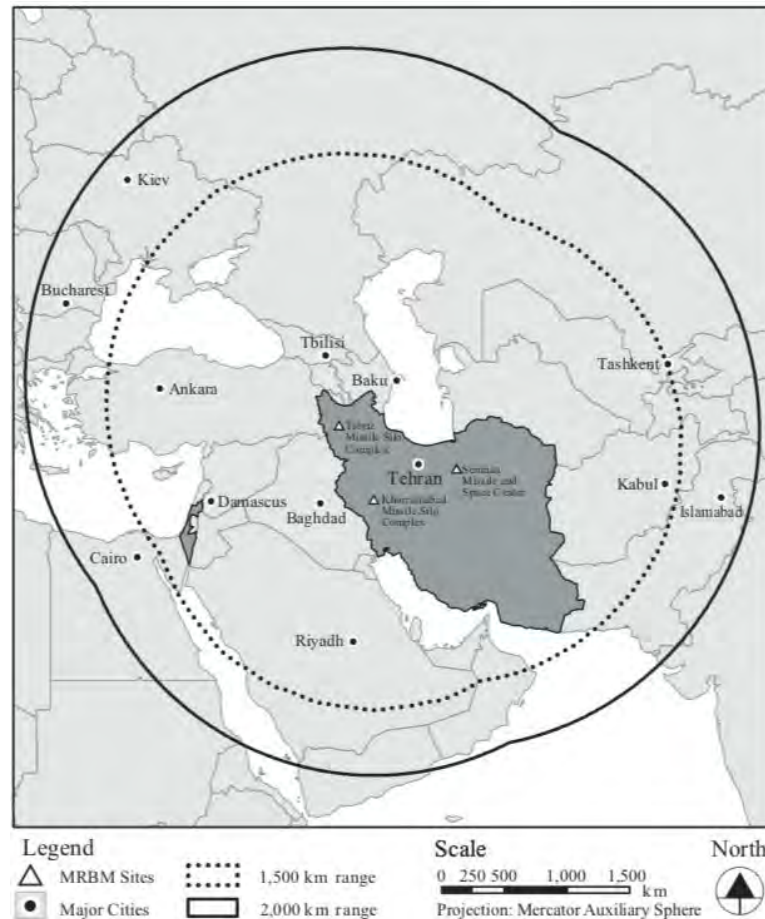 Kiev
Bucharest
Tbilisi
Tashkent
Ankara
Baku
Tabriz
Missile Silo
Complex
Tehran
Semnan
Missile and
Space Center
Damascus
Baghdad
Khorramabad
Missile Silo
Complex
Kabul
Islamabad
Cairo
Riyadh
Legend
MRBM Sites
1,500 km range
Major Cities
2,000 km range
Scale
0 250 500 1,000 1,500
km
Projection: Mercator Auxiliary Sphere
North